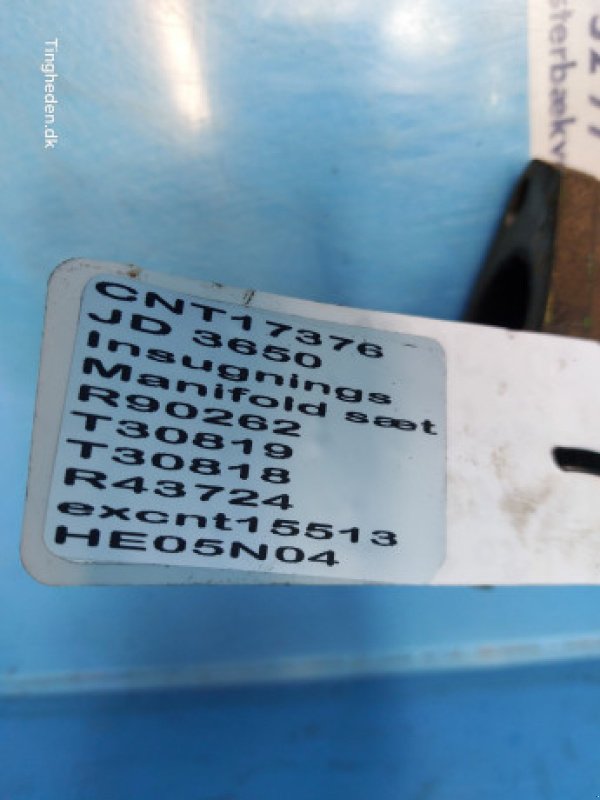 Tingheden.dk
CNT17376
JD 3650
Insugnings
Manifold sæt
R90262
T30819
T30818
R43724
excnt15513
HE05N04